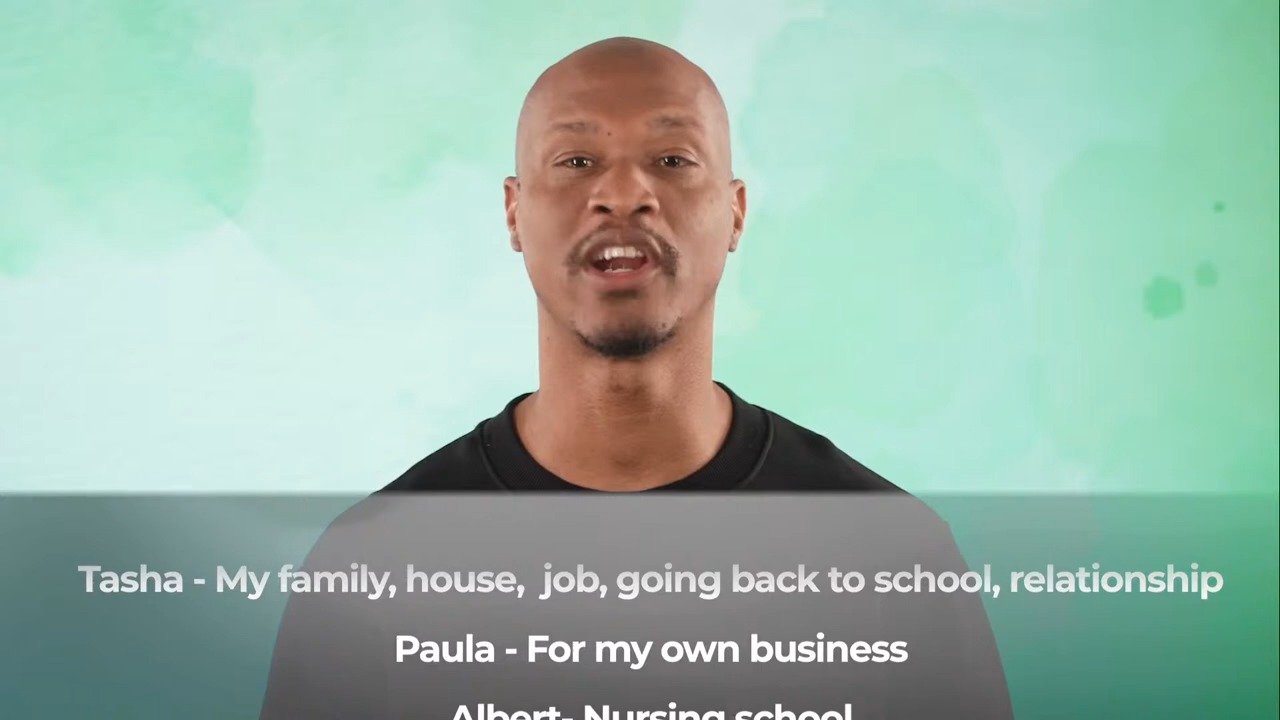 Tasha - My family, house,  job, going back to school, relationship
Paula - For my own business
Albert- Nursing school